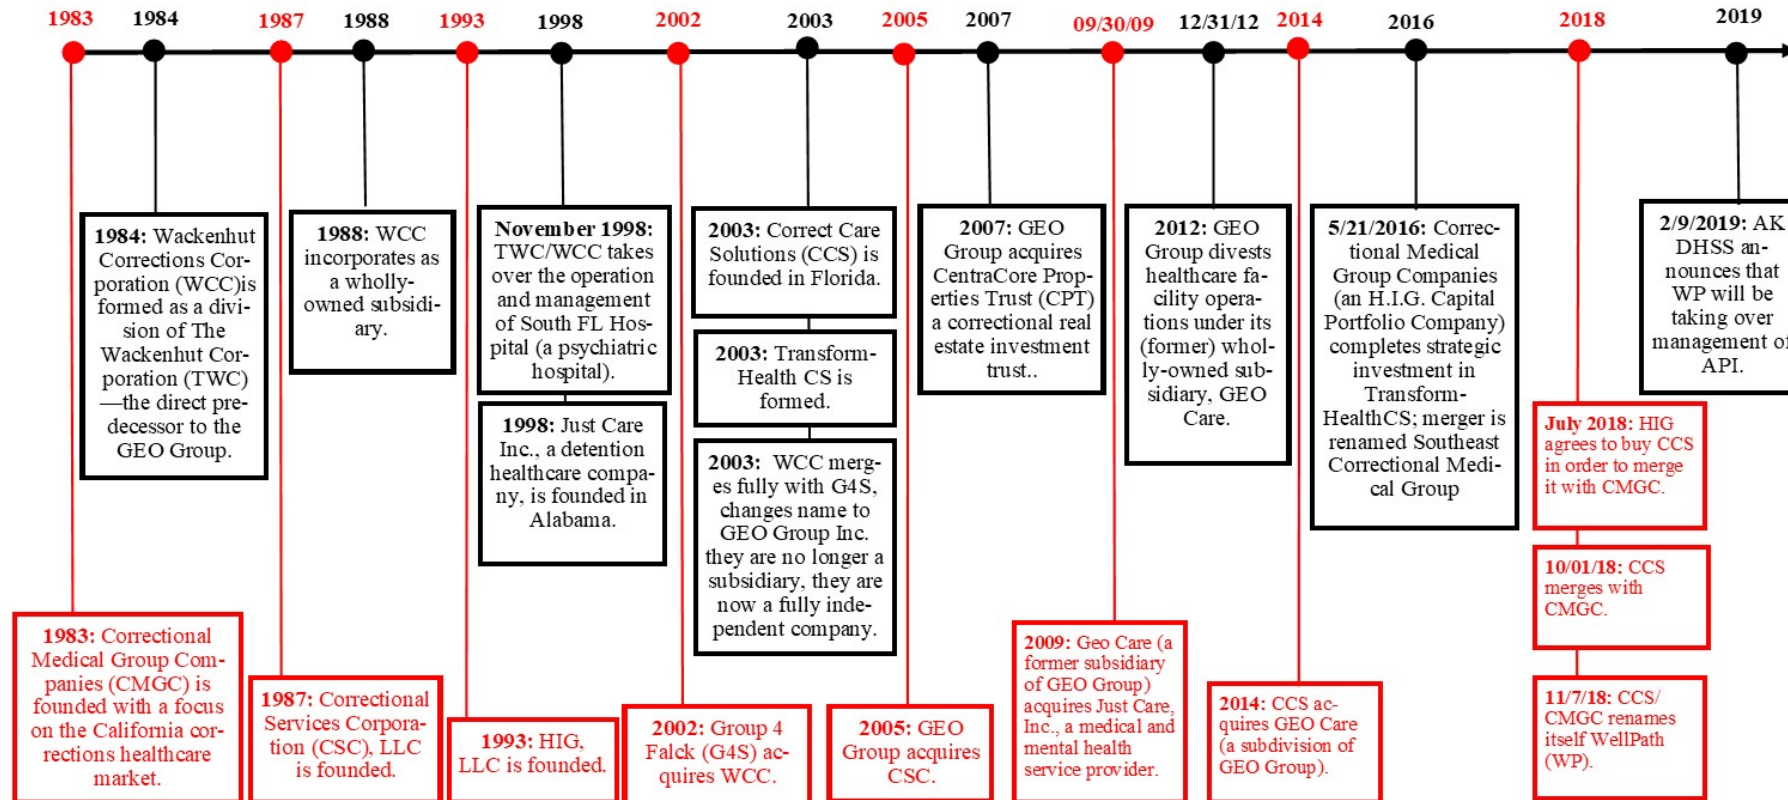 1983
1984
1987
1988
1993
1998
2002
2003
2005
2007
09/30/09
12/31/12
2014
2016
2018
2019
1984: Wackenhut
Corrections Cor-
poration (WCC)is
formed as a divi-
sion of The
Wackenhut Cor-
poration (TWC)
—the direct pre-
decessor to the
GEO Group.
1988: WCC
incorporates as
a wholly-
owned subsidi-
ary.
November 1998:
TWC/WCC takes
over the operation
and management
of South FL Hos-
pital (a psychiatric
hospital).
1998: Just Care
Inc., a detention
healthcare compa-
ny, is founded in
Alabama.
2003: Correct Care
Solutions (CCS) is
founded in Florida.
2003: Transform-
Health CS is
formed.
2003: WCC merg-
es fully with G4S,
changes name to
GEO Group Inc.
they are no longer a
subsidiary, they are
now a fully inde-
pendent company.
2007: GEO
Group acquires
CentraCore Prop-
erties Trust (CPT)
a correctional real
estate investment
trust..
2012: GEO
Group divests
healthcare fa-
cility opera-
tions under its
(former) whol-
ly-owned sub-
sidiary, GEO
Care.
5/21/2016: Correc-
tional Medical
Group Companies
(an H.I.G. Capital
Portfolio Company)
completes strategic
investment in
Transform-
HealthCS; merger is
renamed Southeast
Correctional Medi-
cal Group
2/9/2019: AK
DHSS an-
nounces that
WP will be
taking over
management of
API.
1983: Correctional
Medical Group Com-
panies (CMGC) is
founded with a focus
on the California cor-
rections healthcare
market.
1987: Correctional
Services Corpora-
tion (CSC), LLC
is founded.
1993: HIG,
LLC is founded.
2002: Group 4
Falck (G4S) ac-
quires WCC.
2005: GEO
Group acquires
CSC.
2009: Geo Care (a
former subsidiary
of GEO Group)
acquires Just Care,
Inc., a medical and
mental health
service provider.
2014: CCS ac-
quires GEO Care
(a subdivision of
GEO Group).
July 2018: HIG
agrees to buy CCS
in order to merge
it with CMGC.
10/01/18: CCS
merges with
CMGC.
11/7/18: CCS/
CMGC renames
itself WellPath
(WP).